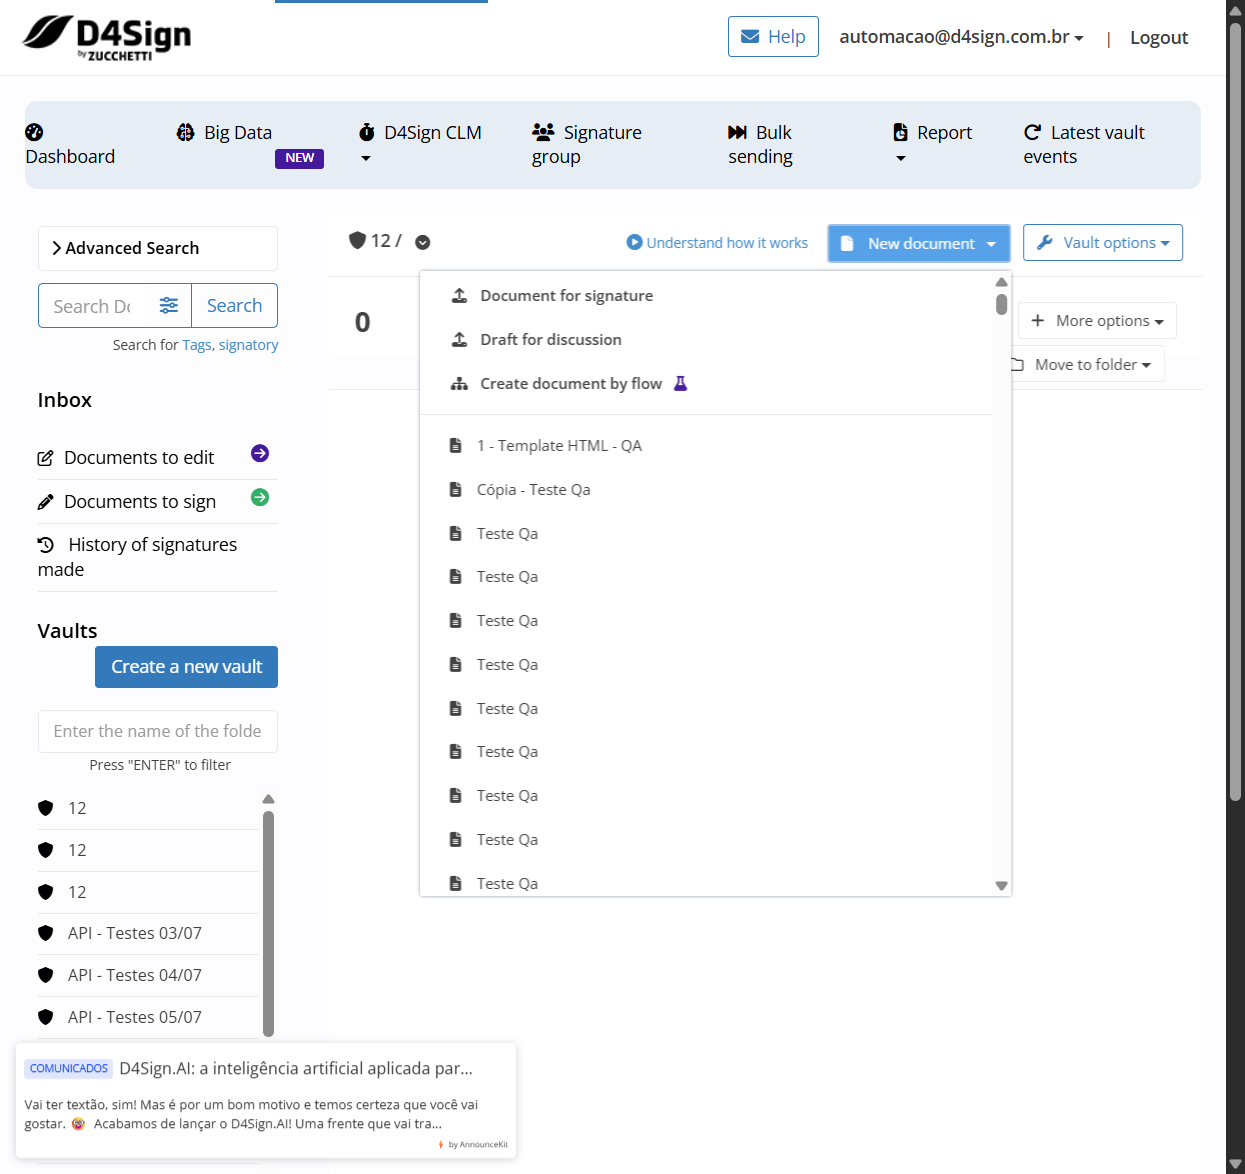 D4Sign
by ZUCCHETTI
Help
automacao@d4sign.com.br
|
Logout
Dashboard
Big Data
NEW
D4Sign CLM
Signature
group
Bulk
sending
Report
Latest vault
events
Advanced Search
Search Do
Search
Search for Tags, signatory
Inbox
Documents to edit
Documents to sign
History of signatures
made
Vaults
Create a new vault
Enter the name of the folde
Press "ENTER" to filter
12
12
12
API - Testes 03/07
API - Testes 04/07
API - Testes 05/07
12 /
Understand how it works
New document
Vault options
0
More options
Move to folder
Document for signature
Draft for discussion
Create document by flow
1 - Template HTML - QA
Cópia - Teste Qa
Teste Qa
Teste Qa
Teste Qa
Teste Qa
Teste Qa
Teste Qa
Teste Qa
Teste Qa
Teste Qa
COMUNICADOS D4Sign.AI: a inteligência artificial aplicada par...
Vai ter textão, sim! Mas é por um bom motivo e temos certeza que você vai
gostar. Acabamos de lançar o D4Sign.AI! Uma frente que vai tra...
by AnnounceKit